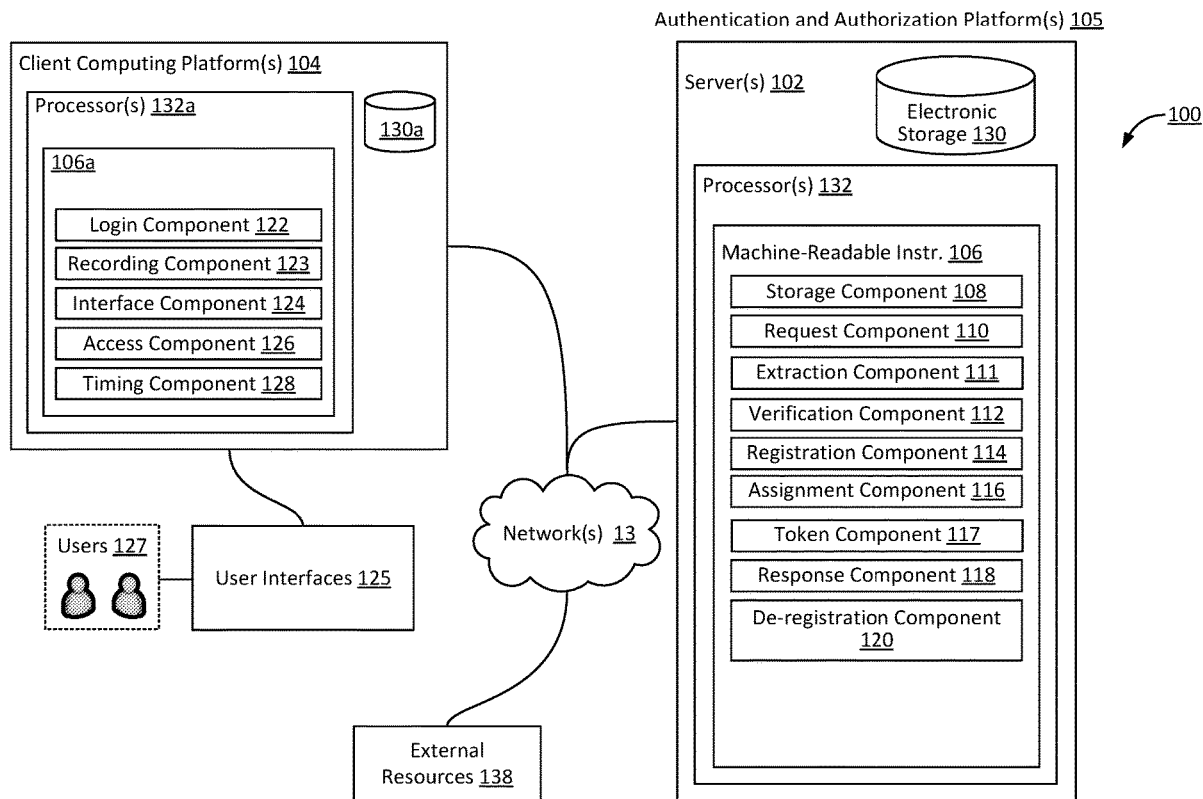 Authentication and Authorization Platform(s) 105
Client Computing Platform(s) 104
Processor(s) 132a
130a
106a
Login Component 122
Recording Component 123
Interface Component 124
Access Component 126
Timing Component 128
Server(s) 102
Electronic
Storage 130
100
Processor(s) 132
Machine-Readable Instr. 106
Storage Component 108
Request Component 110
Extraction Component 111
Verification Component 112
Registration Component 114
Assignment Component 116
Token Component 117
Response Component 118
De-registration Component
120
Network(s) 13
Users 127
User Interfaces 125
External
Resources 138